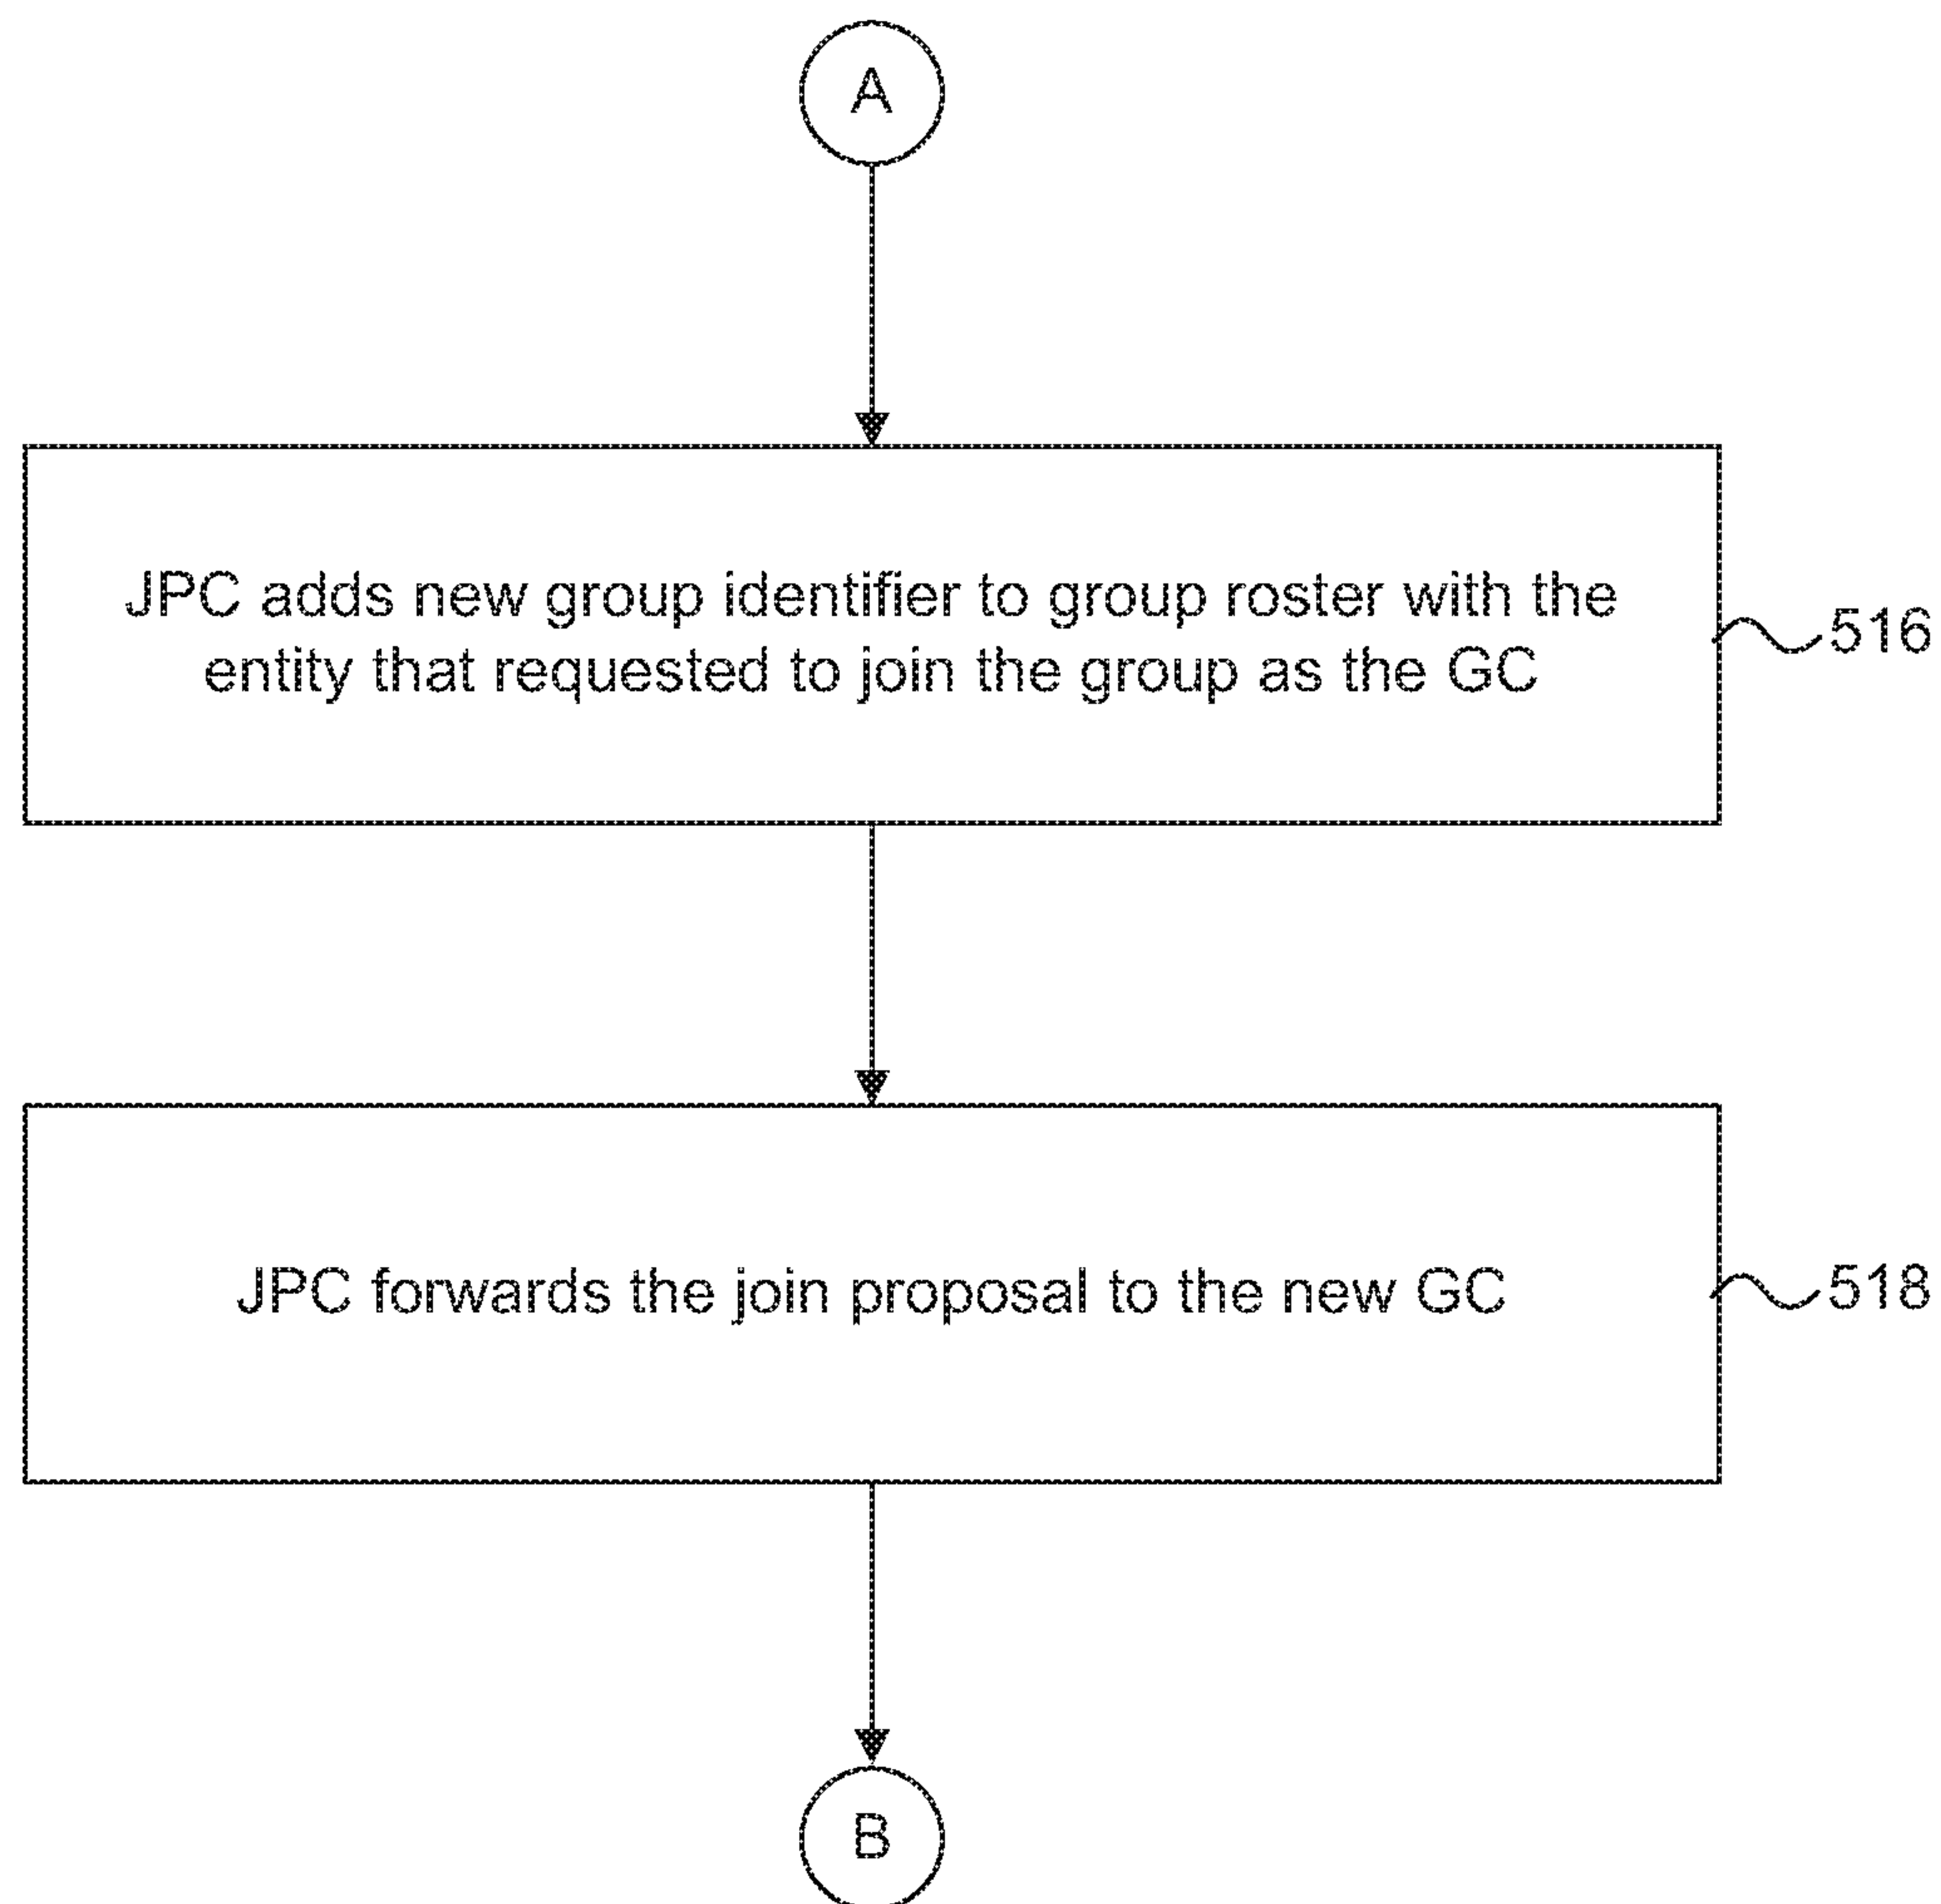 A
JPC adds new group identifier to group roster with the
entity that requested to join the group as the GC
516
JPC forwards the join proposal to the new GC
518
B